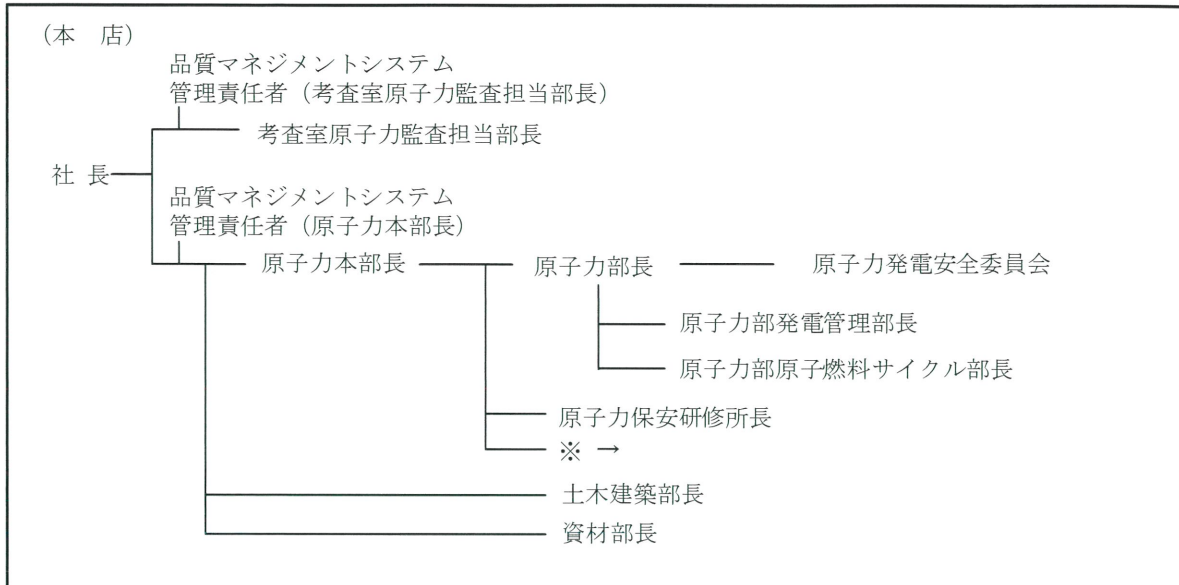 (本 店)
品質マネジメントシステム
管理責任者(考査室原子力監査担当部長)
考査室原子力監査担当部長
社 長
品質マネジメントシステム
管理責任者(原子力本部長)
原子力本部長 原子力部長 原子力発電安全委員会
原子力部発電管理部長
原子力部原子燃料サイクル部長
原子力保安研修所長
※ →
土木建築部長
資材部長